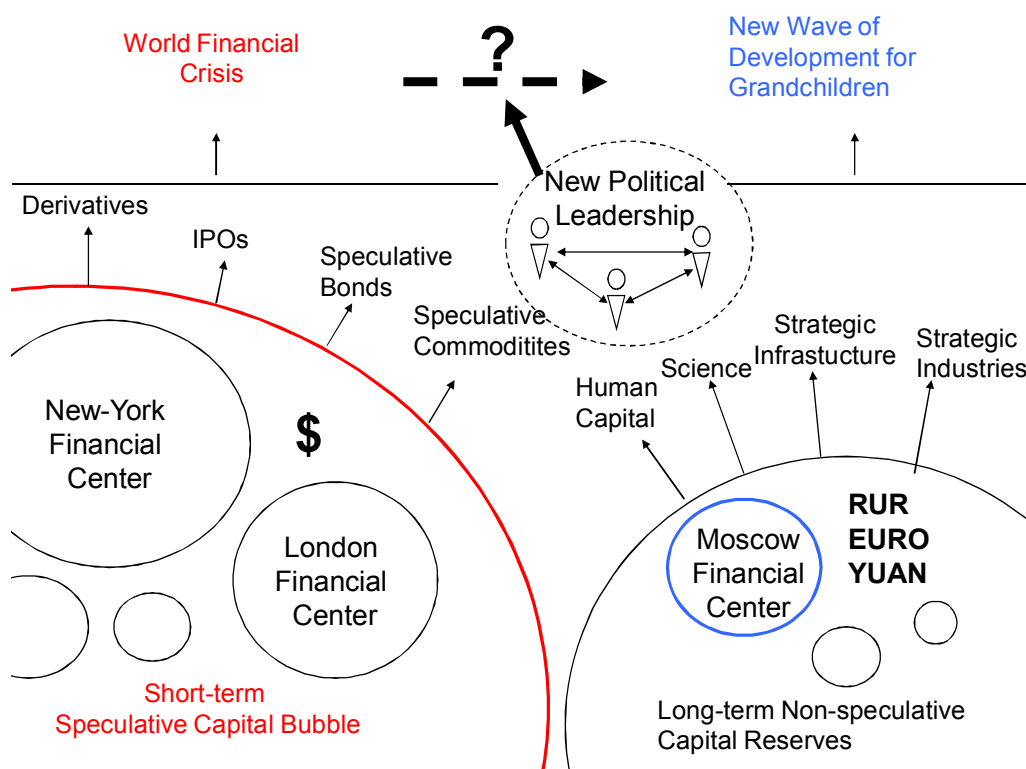 World Financial
Crisis
?
New Wave of
Development for
Grandchildren
New Political
Leadership
Derivatives
IPOs
Speculative
Bonds
Speculative
Commoditites
Human
Capital
Science
Strategic
Infrastucture
Strategic
Industries
New-York
Financial
Center
$
London
Financial
Center
Short-term
Speculative Capital Bubble
Moscow
Financial
Center
RUR
EURO
YUAN
Long-term Non-speculative
Capital Reserves